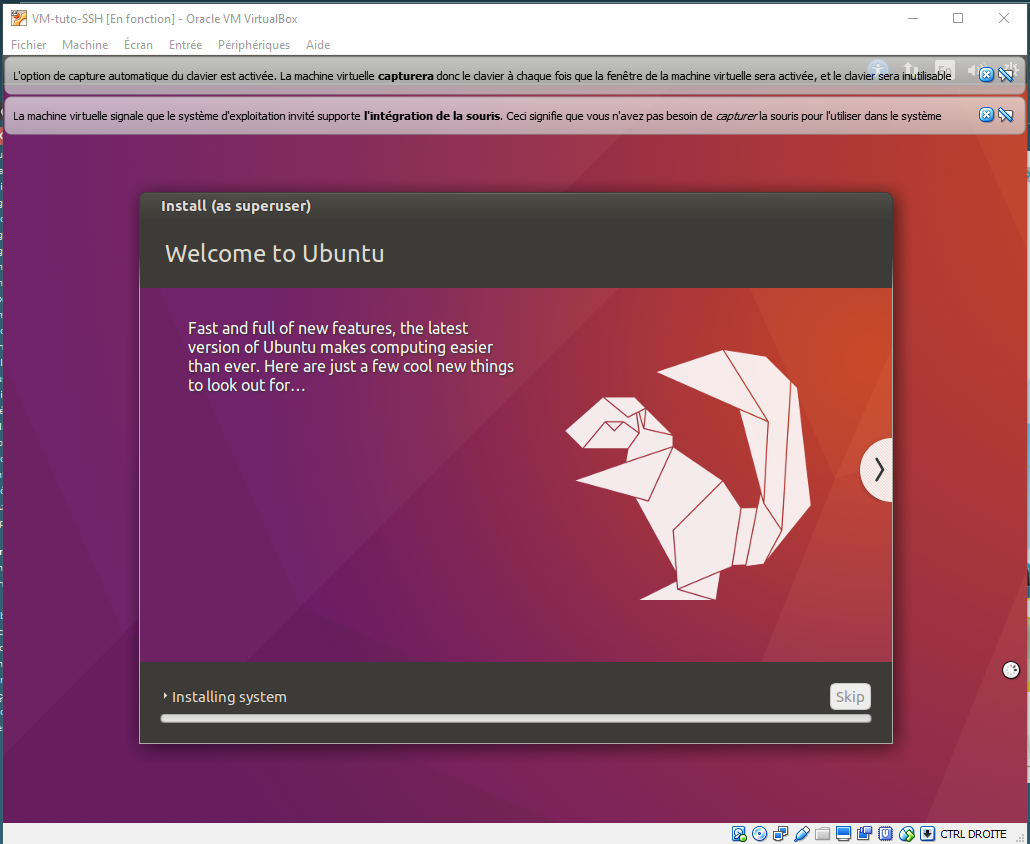 VM-tuto-SSH [En fonction] - Oracle VM VirtualBox
Fichier Machine Écran Entrée Périphériques Aide
L'option de capture automatique du clavier est activée. La machine virtuelle capturera donc le clavier à chaque fois que la fenêtre de la machine virtuelle sera activée, et le clavier sera inutilisable
La machine virtuelle signale que le système d'exploitation invité supporte l'intégration de la souris. Ceci signifie que vous n'avez pas besoin de capturer la souris pour l'utiliser dans le système
Install (as superuser)
Welcome to Ubuntu
Fast and full of new features, the latest
version of Ubuntu makes computing easier
than ever. Here are just a few cool new things
to look out for…
Installing system
Skip
CTRL DROITE